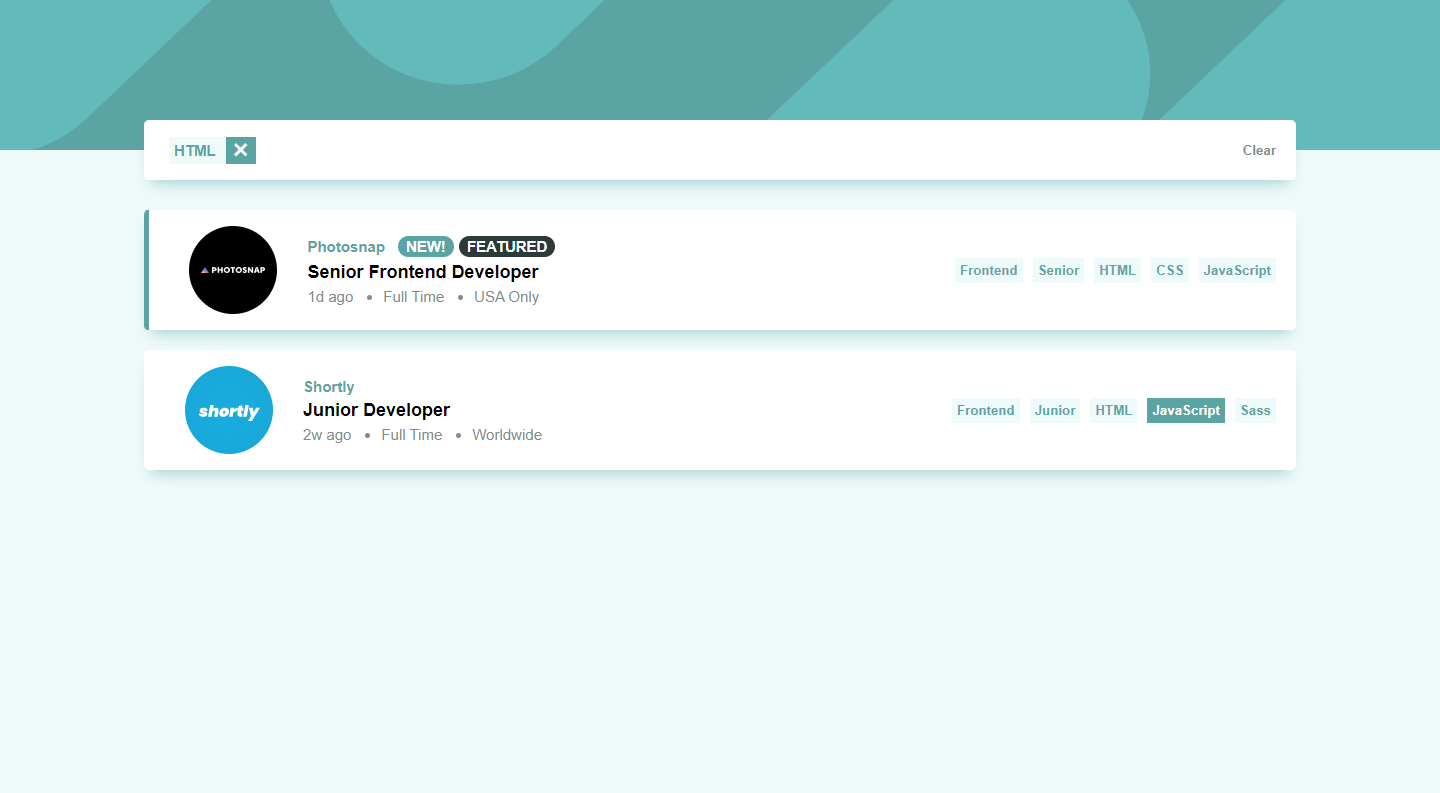 HTML ✕ Clear
PHOTOSNAP
Photosnap NEW! FEATURED
Senior Frontend Developer
1d ago • Full Time • USA Only
Frontend Senior HTML CSS JavaScript
shortly
Shortly
Junior Developer
2w ago • Full Time • Worldwide
Frontend Junior HTML JavaScript Sass